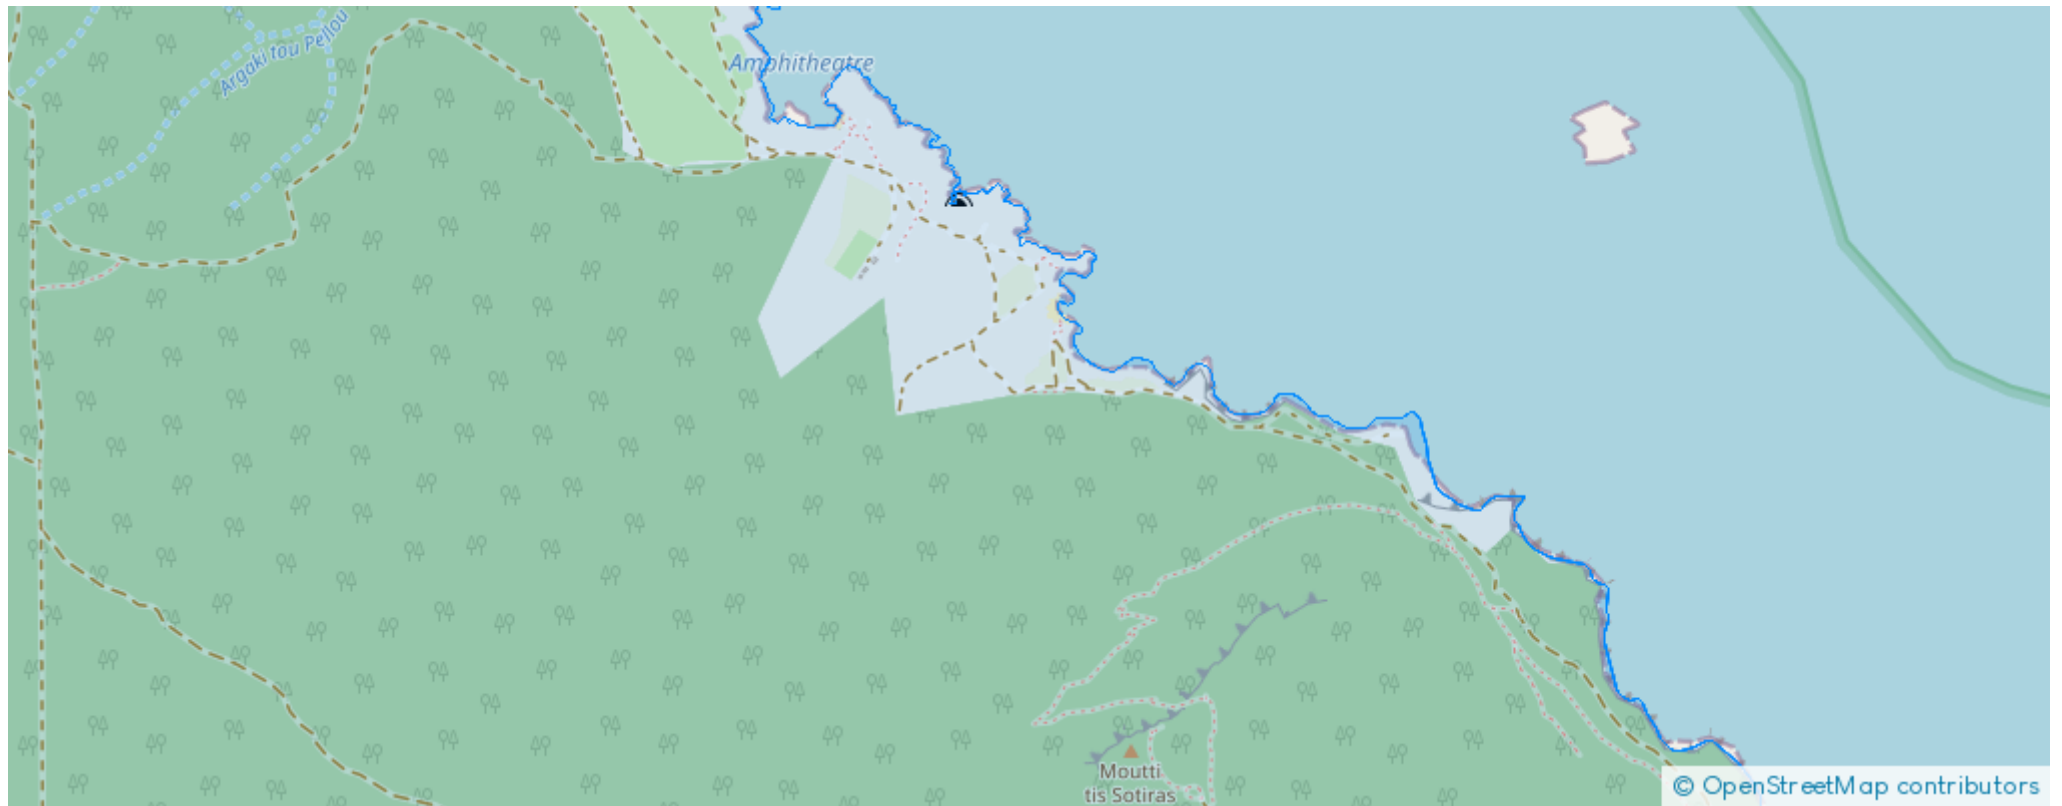 Argaki tou Pellou
Amphitheatre
Moutti
tis Sotiras
© OpenStreetMap contributors